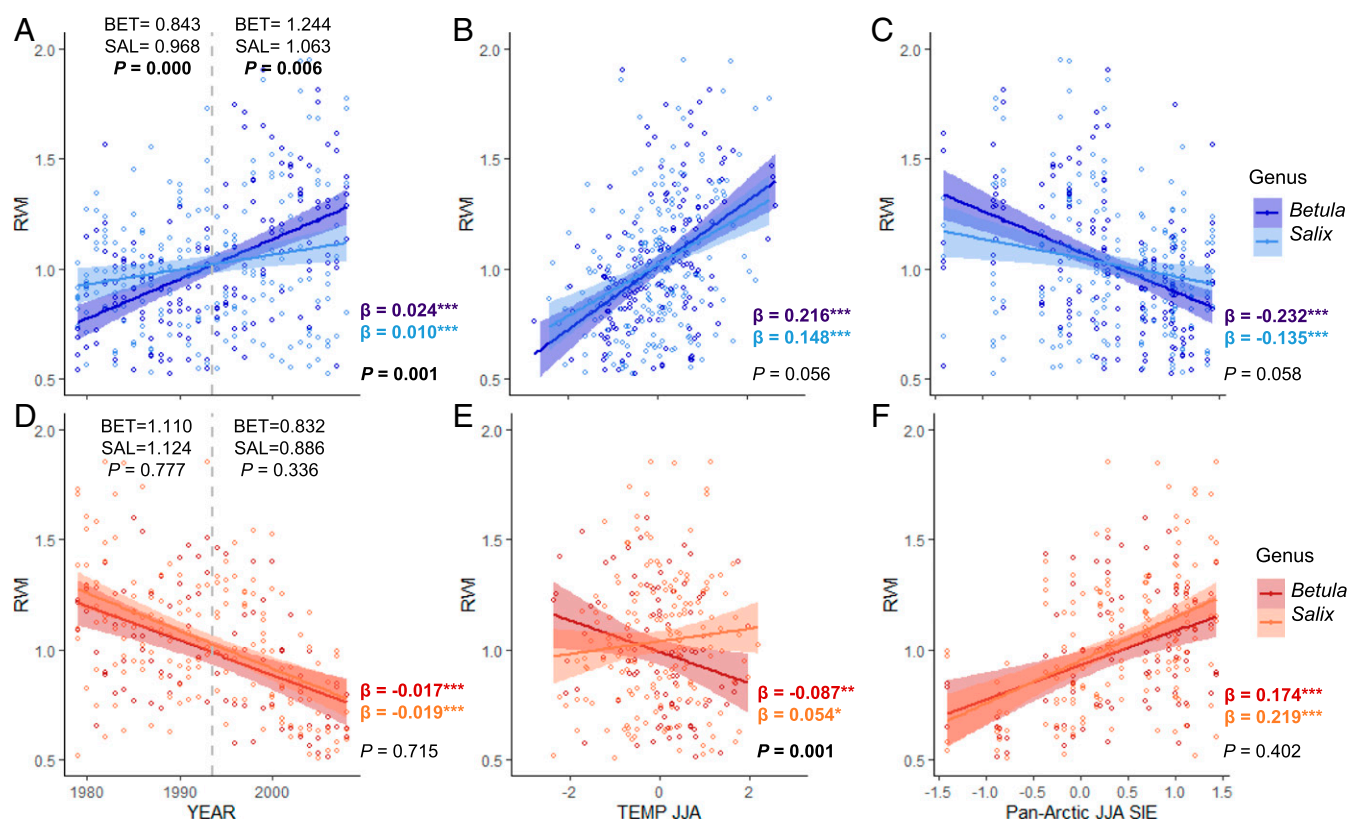 A
BET= 0.843
SAL= 0.968
P = 0.000
BET= 1.244
SAL= 1.063
P = 0.006
2.0
1.5
1.0
0.5
RWI
β = 0.024***
β = 0.010***
P = 0.001
B
2.0
1.5
1.0
0.5
RWI
β = 0.216***
β = 0.148***
P = 0.056
C
2.0
1.5
1.0
0.5
RWI
β = -0.232***
β = -0.135***
P = 0.058
Genus
Betula
Salix
D
BET=1.110
SAL=1.124
P = 0.777
BET=0.832
SAL=0.886
P = 0.336
2.0
1.5
1.0
0.5
RWI
β = -0.017***
β = -0.019***
P = 0.715
1980 1990 2000
YEAR
E
2.0
1.5
1.0
0.5
RWI
β = -0.087**
β = 0.054*
P = 0.001
-2 0 2
TEMP JJA
F
2.0
1.5
1.0
0.5
RWI
β = 0.174***
β = 0.219***
P = 0.402
-1.5 -1.0 -0.5 0.0 0.5 1.0 1.5
Pan-Arctic JJA SIE
Genus
Betula
Salix